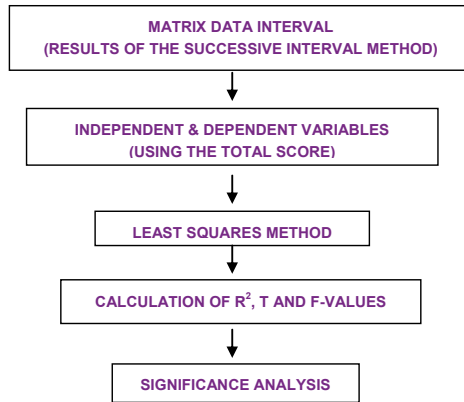 MATRIX DATA INTERVAL
(RESULTS OF THE SUCCESSIVE INTERVAL METHOD)
INDEPENDENT & DEPENDENT VARIABLES
(USING THE TOTAL SCORE)
LEAST SQUARES METHOD
CALCULATION OF R², T AND F-VALUES
SIGNIFICANCE ANALYSIS